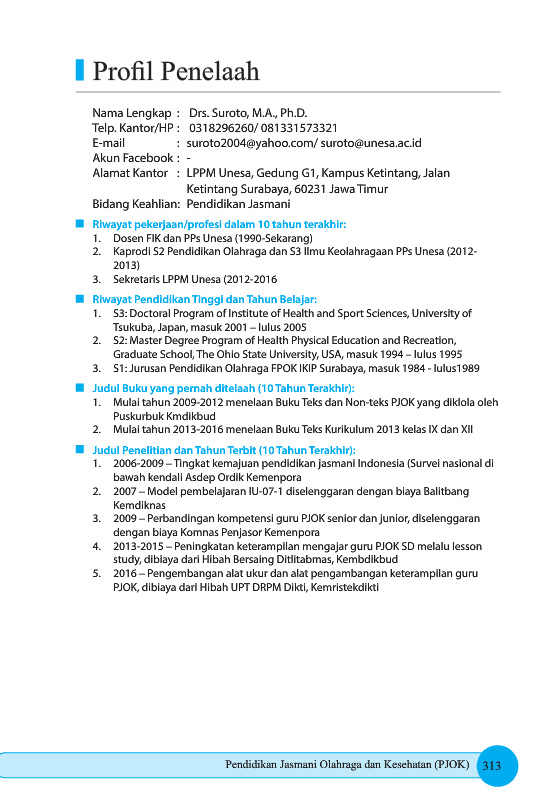 Profil Penelaah
Nama Lengkap : Drs. Suroto, M.A., Ph.D.
Telp. Kantor/HP : 0318296260/ 081331573321
E-mail : suroto2004@yahoo.com/ suroto@unesa.ac.id
Akun Facebook : -
Alamat Kantor : LPPM Unesa, Gedung G1, Kampus Ketintang, Jalan
Ketintang Surabaya, 60231 Jawa Timur
Bidang Keahlian: Pendidikan Jasmani
Riwayat pekerjaan/profesi dalam 10 tahun terakhir:
1. Dosen FIK dan PPs Unesa (1990-Sekarang)
2. Kaprodi S2 Pendidikan Olahraga dan S3 Ilmu Keolahragaan PPs Unesa (2012-
2013)
3. Sekretaris LPPM Unesa (2012-2016
Riwayat Pendidikan Tinggi dan Tahun Belajar:
1. S3: Doctoral Program of Institute of Health and Sport Sciences, University of
Tsukuba, Japan, masuk 2001 – lulus 2005
2. S2: Master Degree Program of Health Physical Education and Recreation,
Graduate School, The Ohio State University, USA, masuk 1994 – lulus 1995
3. S1: Jurusan Pendidikan Olahraga FPOK IKIP Surabaya, masuk 1984 - lulus1989
Judul Buku yang pernah ditelaah (10 Tahun Terakhir):
1. Mulai tahun 2009-2012 menelaan Buku Teks dan Non-teks PJOK yang diklola oleh
Puskurbuk Kmdikbud
2. Mulai tahun 2013-2016 menelaan Buku Teks Kurikulum 2013 kelas IX dan XII
Judul Penelitian dan Tahun Terbit (10 Tahun Terakhir):
1. 2006-2009 – Tingkat kemajuan pendidikan jasmani Indonesia (Survei nasional di
bawah kendali Asdep Ordik Kemenpora
2. 2007 – Model pembelajaran IU-07-1 diselenggaran dengan biaya Balitbang
Kemdiknas
3. 2009 – Perbandingan kompetensi guru PJOK senior dan junior, diselenggaran
dengan biaya Komnas Penjasor Kemenpora
4. 2013-2015 – Peningkatan keterampilan mengajar guru PJOK SD melalu lesson
study, dibiaya dari Hibah Bersaing Ditlitabmas, Kembdikbud
5. 2016 – Pengembangan alat ukur dan alat pengambangan keterampilan guru
PJOK, dibiaya dari Hibah UPT DRPM Dikti, Kemristekdikti
Pendidikan Jasmani Olahraga dan Kesehatan (PJOK) 313